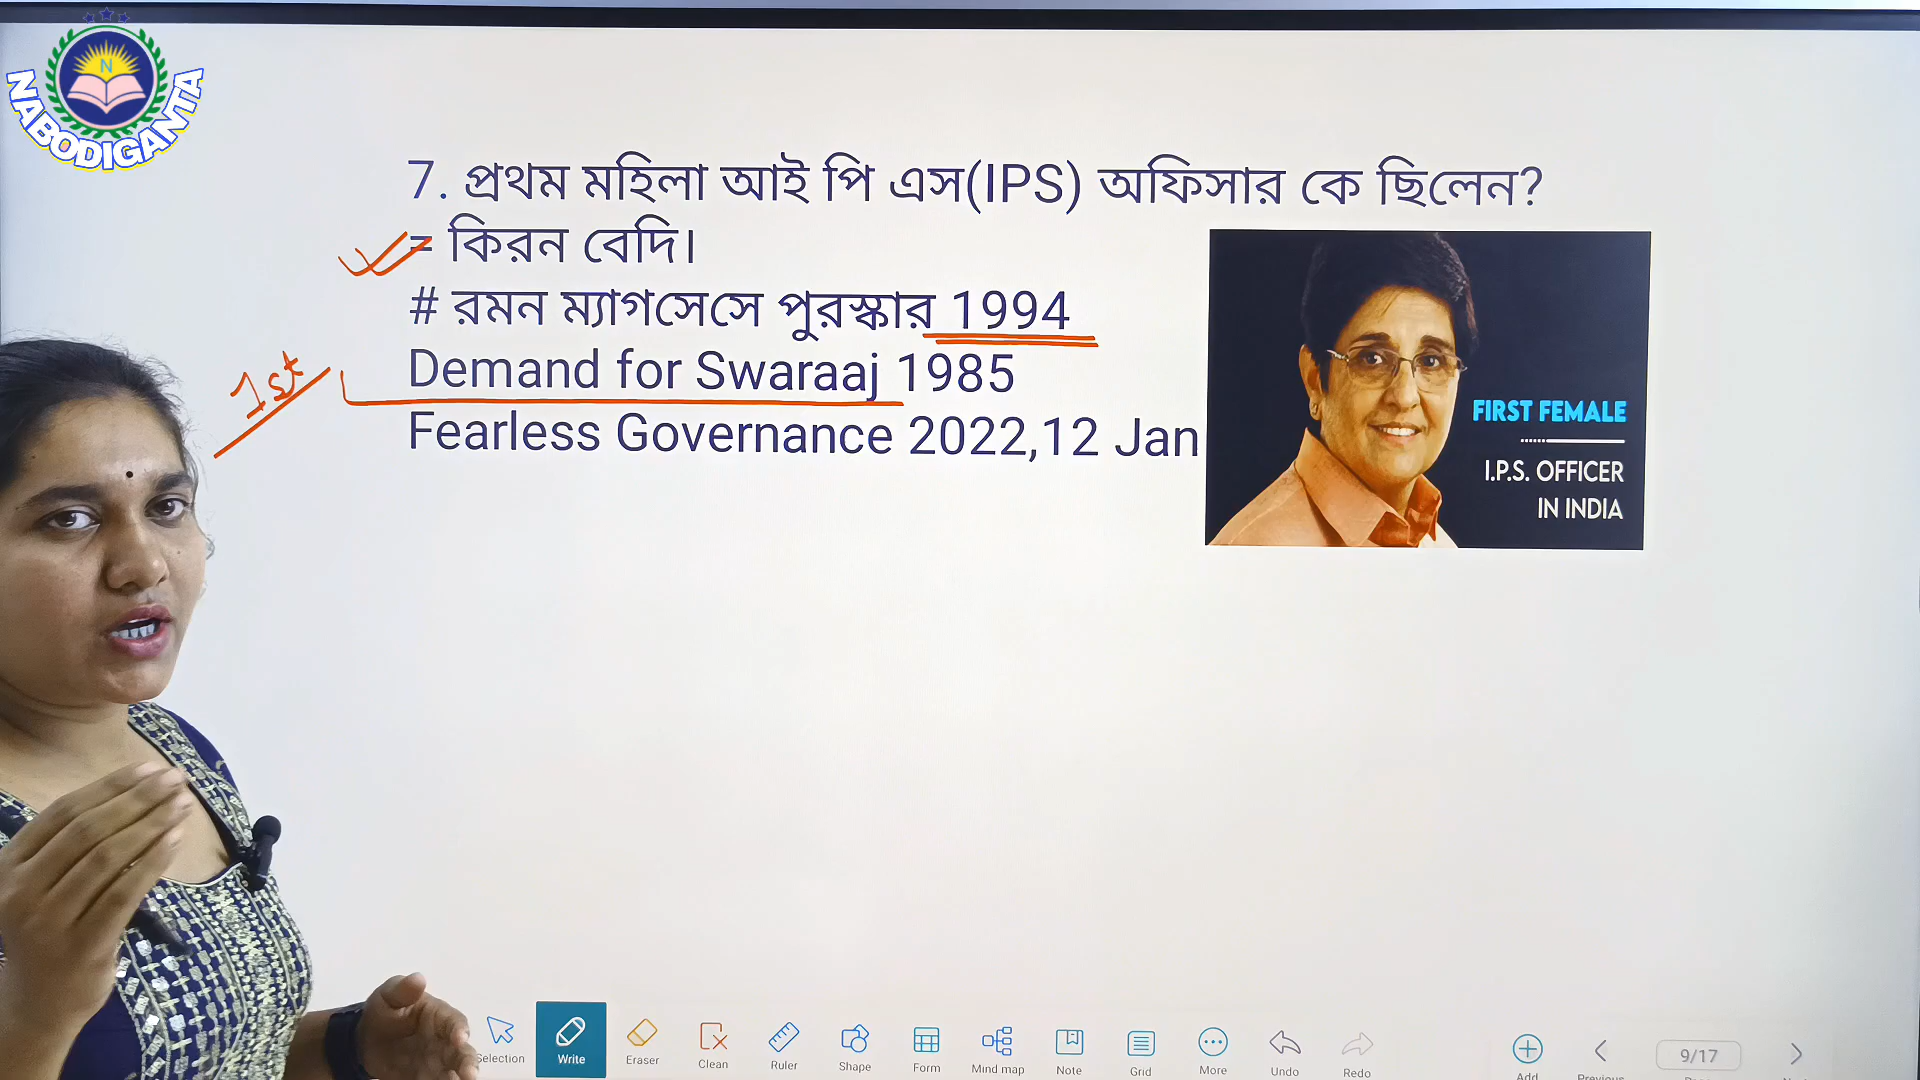 N
NABODIGANTA
7. প্রথম মহিলা আই পি এস(IPS) অফিসার কে ছিলেন?
= কিরন বেদি।
# রমন ম্যাগসেসে পুরস্কার 1994
1st
Demand for Swaraaj 1985
Fearless Governance 2022,12 Jan
FIRST FEMALE
I.P.S. OFFICER
IN INDIA
Selection Write Eraser Clean Ruler Shape Form Mind map Note Grid More Undo Redo Add Previous 9/17